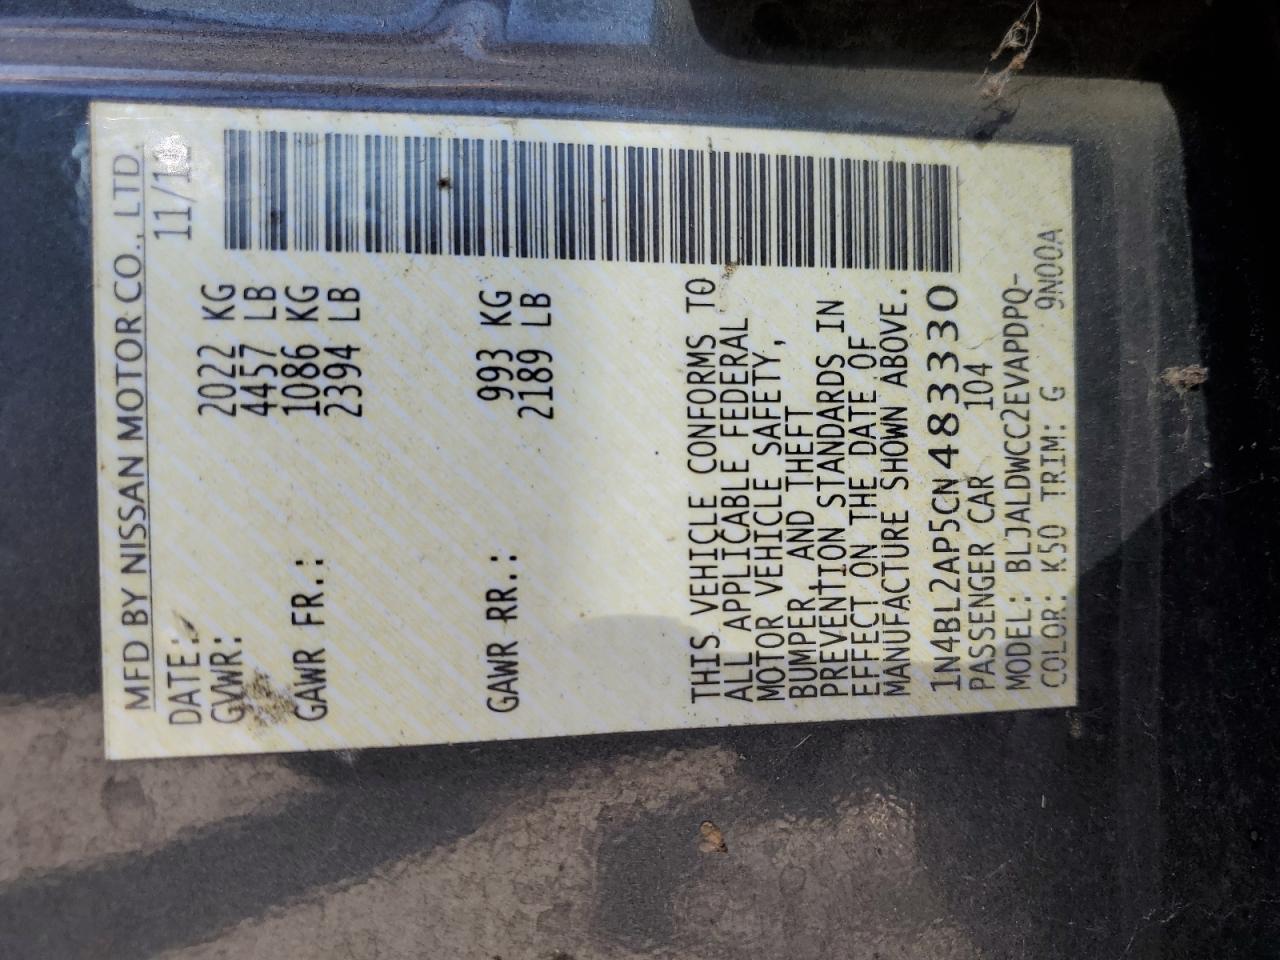 MFD BY NISSAN MOTOR CO., LTD.
DATE: 11/
GVWR: 2022 KG
4457 LB
GAWR FR.: 1086 KG
2394 LB
GAWR RR.: 993 KG
2189 LB
THIS VEHICLE CONFORMS TO
ALL APPLICABLE FEDERAL
MOTOR VEHICLE SAFETY,
BUMPER, AND THEFT
PREVENTION STANDARDS IN
EFFECT ON THE DATE OF
MANUFACTURE SHOWN ABOVE.
1N4BL2AP5CN483330
PASSENGER CAR 104
MODEL: BLJALDWCC2EVAPDPQ-
COLOR: K50 TRIM: G 9N00A